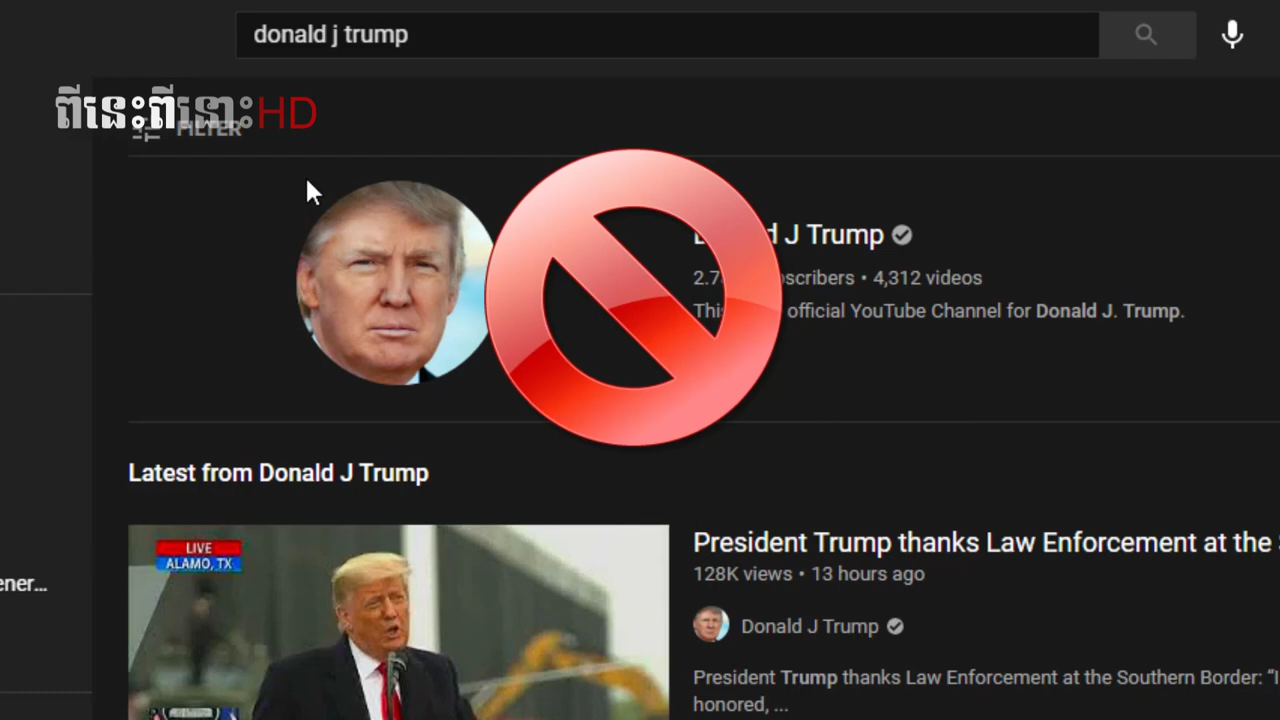 donald j trump
ពីនេះពីនោះHD
FILTER
J Trump
2.7
scribers • 4,312 videos
This
official YouTube Channel for Donald J. Trump.
Latest from Donald J Trump
LIVE
ALAMO, TX
President Trump thanks Law Enforcement at the
128K views • 13 hours ago
ener...
Donald J Trump
President Trump thanks Law Enforcement at the Southern Border: “I
honored, ...